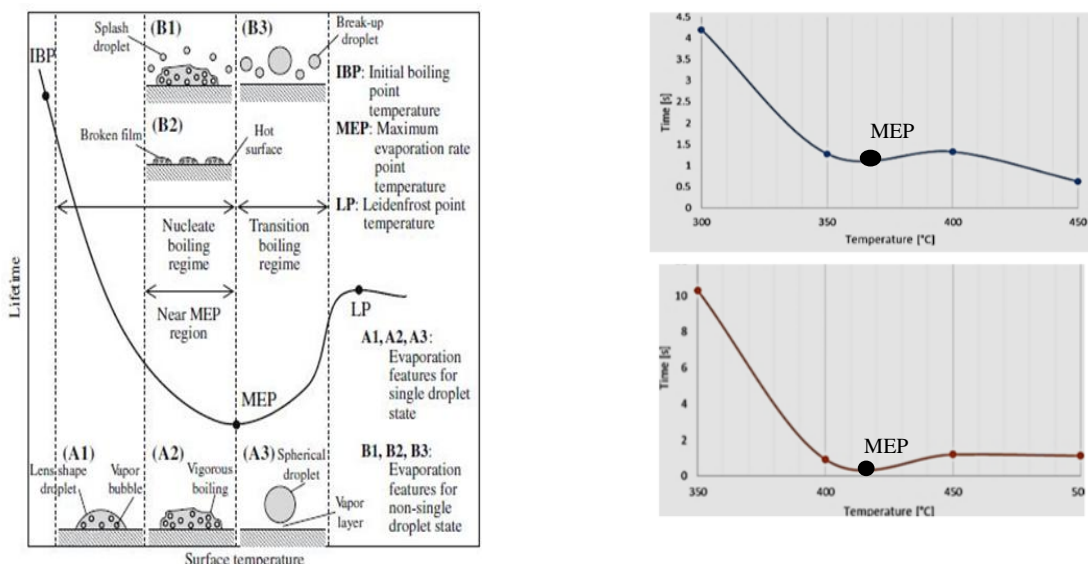 (B1)
(B3)
Splash
droplet
Break-up
droplet
IBP
IBP: Initial boiling
point
temperature
(B2)
Broken film
Hot
surface
MEP: Maximum
evaporation rate
point
temperature
LP: Leidenfrost point
temperature
Nucleate
boiling
regime
Transition
boiling
regime
Near MEP
region
LP
MEP
Lifetime
A1, A2, A3:
Evaporation
features for
single droplet
state
(A1)
(A2)
(A3)
Lens shape
droplet
Vapor
bubble
Vigorous
boiling
Spherical
droplet
Vapor
layer
B1, B2, B3:
Evaporation
features for
non-single
droplet state
Surface temperature
4.5
4
3.5
3
2.5
2
1.5
1
0.5
0
Time [s]
MEP
300
350
400
450
Temperature [°C]
10
8
6
4
2
0
Time [s]
MEP
350
400
450
50
Temperature [°C]